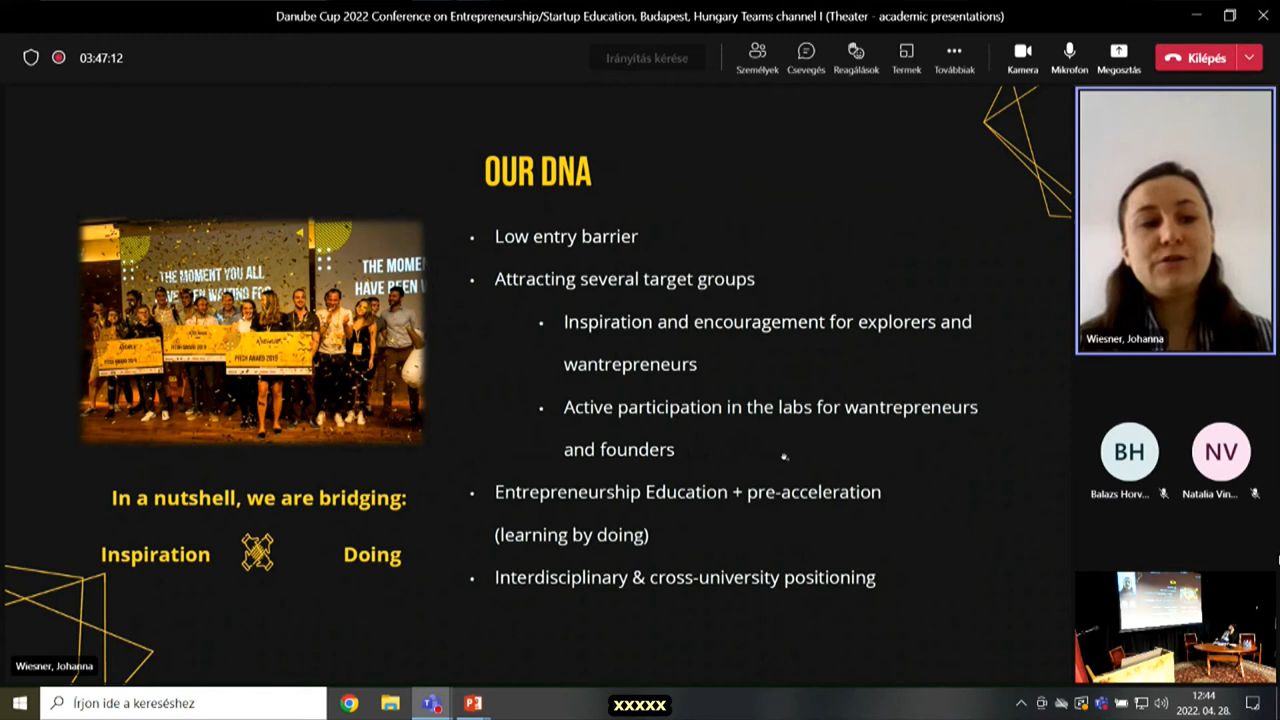 Danube Cup 2022 Conference on Entrepreneurship/Startup Education, Budapest, Hungary Teams channel I (Theater - academic presentations)
03:47:12
Irányítás kérése
Személyek
Csevegés
Reagálások
Termek
Továbbiak
Kamera
Mikrofon
Megosztás
Kilépés
OUR DNA
• Low entry barrier
• Attracting several target groups
• Inspiration and encouragement for explorers and
wantrepreneurs
• Active participation in the labs for wantrepreneurs
and founders
• Entrepreneurship Education + pre-acceleration
(learning by doing)
• Interdisciplinary & cross-university positioning
THE MOMENT YOU ALL
THE MOME
HAVE BEEN
PITCH AWARD 2019
In a nutshell, we are bridging:
Inspiration
Doing
Wiesner, Johanna
Wiesner, Johanna
BH
NV
Balazs Horv...
Natalia Vin...
Írjon ide a kereséshez
xxxxx
12:44
2022. 04. 28.